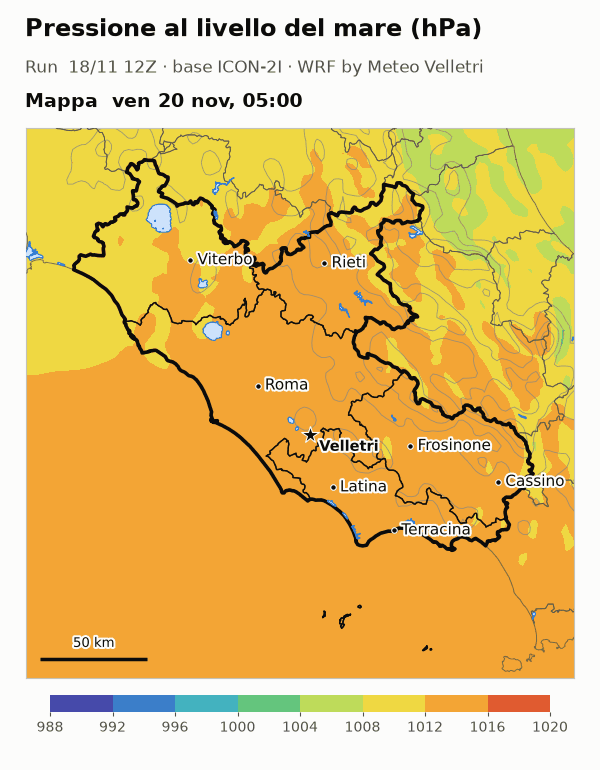 Pressione al livello del mare (hPa)
Run  18/11 12Z · base ICON-2I · WRF by Meteo Velletri
Mappa  ven 20 nov, 05:00
Viterbo
Rieti
Roma
Velletri
Frosinone
Cassino
Latina
Terracina
50 km
988 992 996 1000 1004 1008 1012 1016 1020